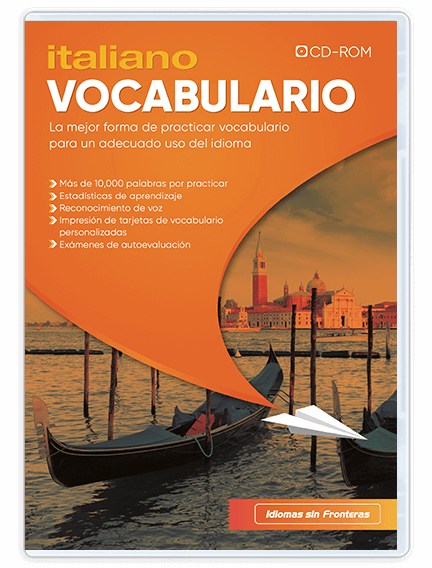 CD-ROM
italiano
VOCABULARIO
La mejor forma de practicar vocabulario
para un adecuado uso del idioma
Más de 10,000 palabras por practicar
Estadísticas de aprendizaje
Reconocimiento de voz
Impresión de tarjetas de vocabulario
personalizadas
Exámenes de autoevaluación
Idiomas sin Fronteras